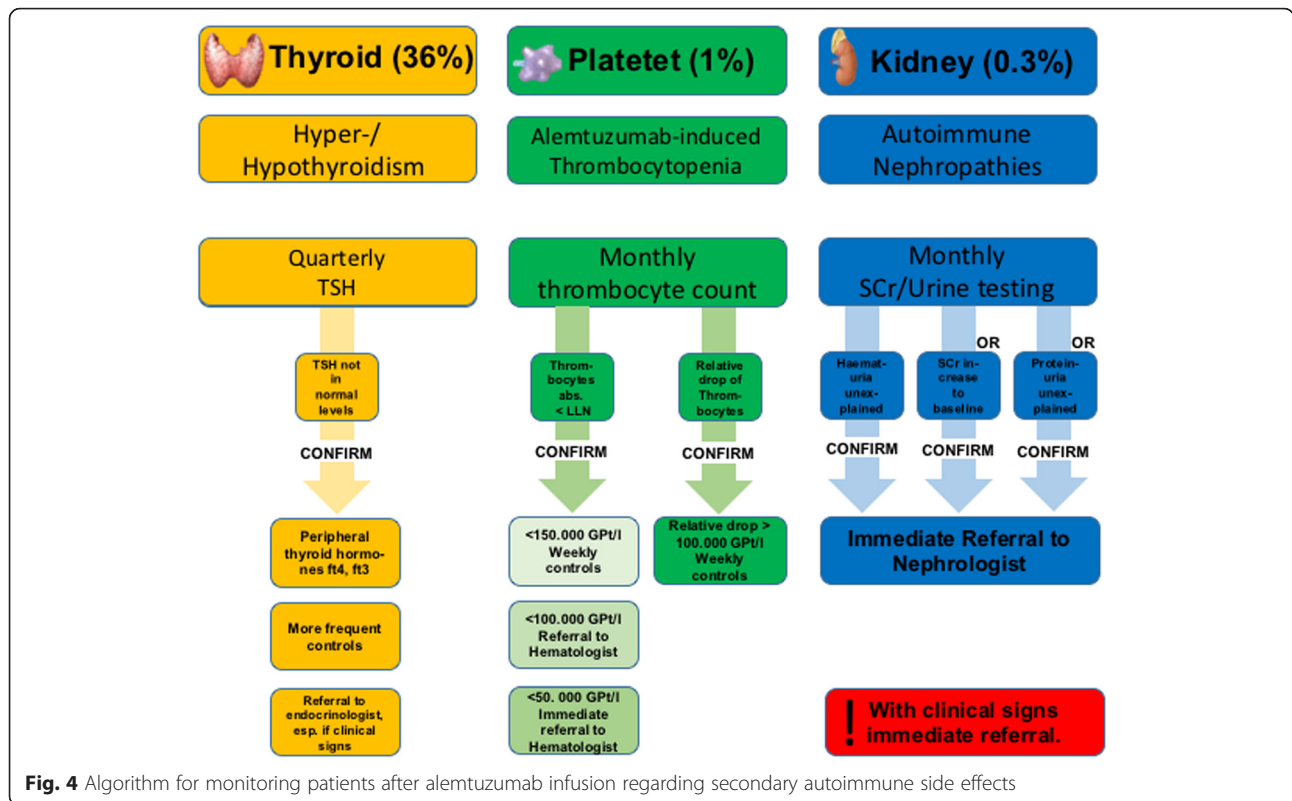 Thyroid (36%)
Hyper-/
Hypothyroidism
Quarterly
TSH
TSH not
in
normal
levels
CONFIRM
Peripheral
thyroid hormo-
nes ft4, ft3
More frequent
controls
Referral to
endocrinologist,
esp. if clinical
signs
Platetet (1%)
Alemtuzumab-induced
Thrombocytopenia
Monthly
thrombocyte count
Throm-
bocytes
abs.
< LLN
CONFIRM
<150.000 GPt/l
Weekly
controls
<100.000 GPt/l
Referral to
Hematologist
<50. 000 GPt/l
Immediate
referral to
Hematologist
Relative
drop of
Throm-
bocytes
CONFIRM
Relative drop >
100.000 GPt/l
Weekly
controls
Kidney (0.3%)
Autoimmune
Nephropathies
Monthly
SCr/Urine testing
Haemat-
uria
unex-
plained
CONFIRM
OR
SCr in-
crease
to
baseline
CONFIRM
OR
Protein-
uria
unex-
plained
CONFIRM
Immediate Referral to
Nephrologist
! With clinical signs
immediate referral.
Fig. 4 Algorithm for monitoring patients after alemtuzumab infusion regarding secondary autoimmune side effects